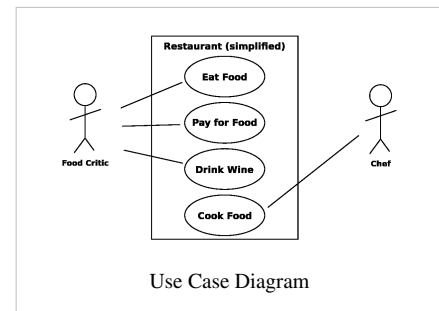 Restaurant (simplified)
Eat Food
Pay for Food
Food Critic
Chef
Drink Wine
Cook Food
Use Case Diagram